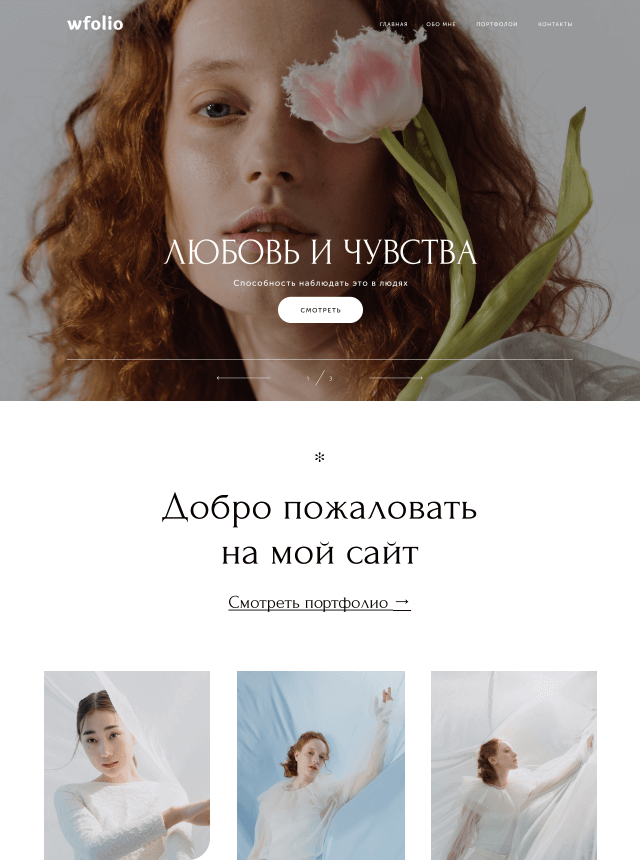 wfolio
ГЛАВНАЯ ОБО МНЕ ПОРТФОЛОИ КОНТАКТЫ
ЛЮБОВЬ И ЧУВСТВА
Способность наблюдать это в людях
СМОТРЕТЬ
1 / 3
*
Добро пожаловать
на мой сайт
Смотреть портфолио →